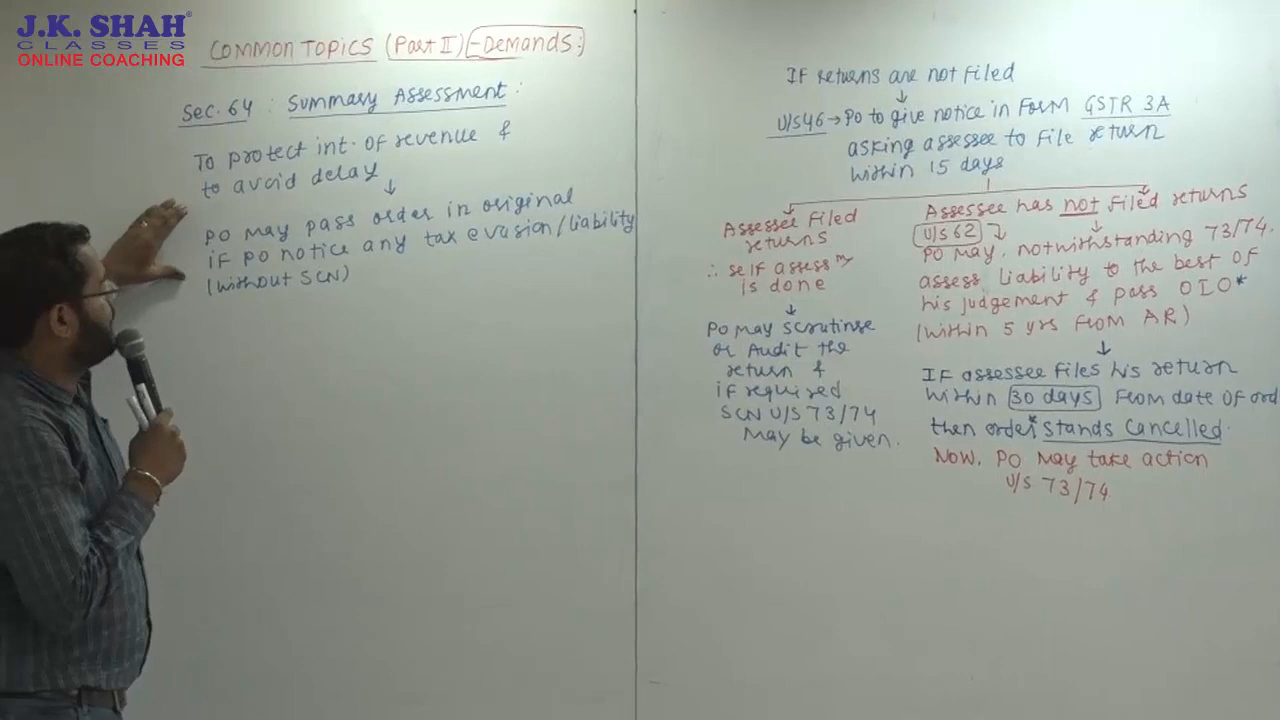 J.K. SHAH®
CLASSES
ONLINE COACHING
COMMON TOPICS (Part II) - Demands:
Sec. 64 : Summary Assessment:
To protect int. of revenue &
to avoid delay
↓
PO may pass order in original
if PO notice any tax evasion/liability
(without SCN)
If returns are not filed
↓
U/S 46 → PO to give notice in Form GSTR 3A
asking assessee to file return
within 15 days
Assessee filed
returns
∴ self assessmy
is done
↓
PO may scrutinse
or Audit the
return &
if required
SCN U/S 73/74
may be given.
Assessee has not filed returns
U/S 62
↓
PO may, notwithstanding 73/74.
assess liability to the best of
his judgement & pass OIO*
(within 5 yrs from AR)
↓
If assessee files his return
within 30 days from date of ord
then order* stands cancelled.
Now, PO may take action
U/S 73/74